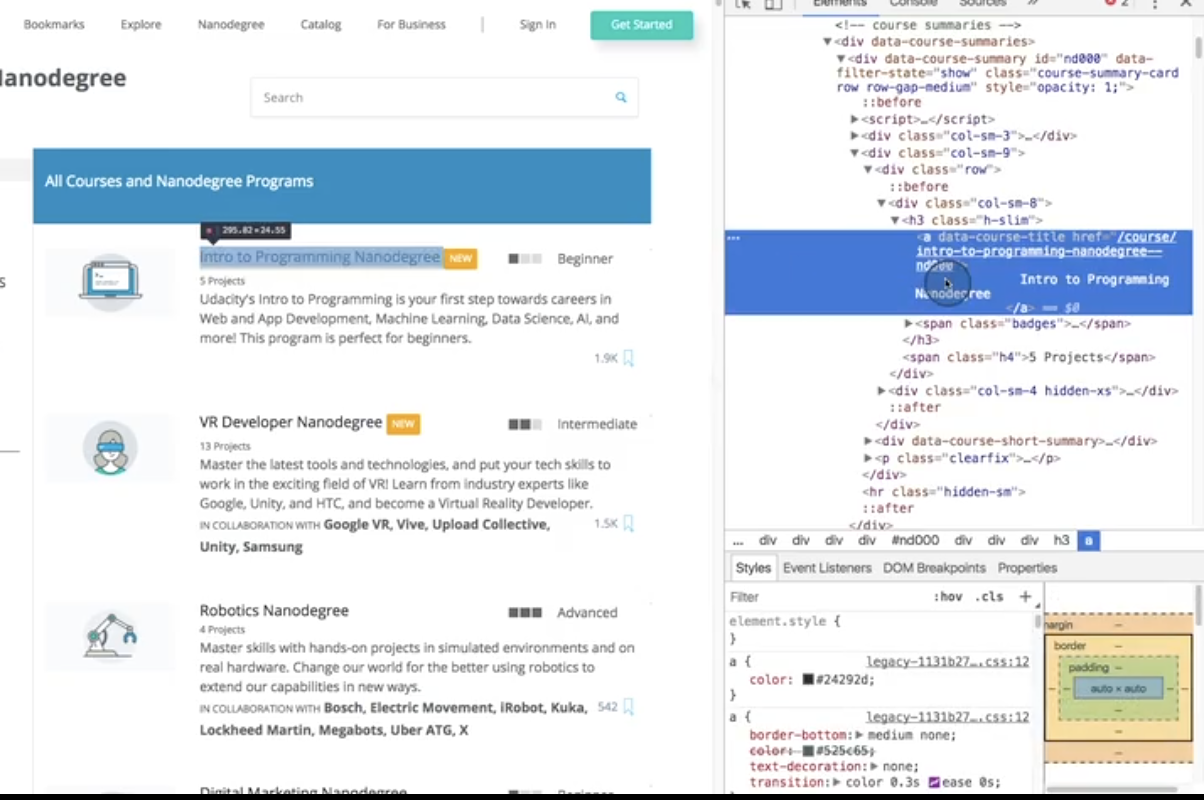 Bookmarks Explore Nanodegree Catalog For Business | Sign In Get Started
Nanodegree
Search
All Courses and Nanodegree Programs
295.82 × 24.55
Intro to Programming Nanodegree NEW Beginner
5 Projects
Udacity's Intro to Programming is your first step towards careers in
Web and App Development, Machine Learning, Data Science, AI, and
more! This program is perfect for beginners.
1.9K
VR Developer Nanodegree NEW Intermediate
13 Projects
Master the latest tools and technologies, and put your tech skills to
work in the exciting field of VR! Learn from industry experts like
Google, Unity, and HTC, and become a Virtual Reality Developer.
IN COLLABORATION WITH Google VR, Vive, Upload Collective, 1.5K
Unity, Samsung
Robotics Nanodegree Advanced
4 Projects
Master skills with hands-on projects in simulated environments and on
real hardware. Change our world for the better using robotics to
extend our capabilities in new ways.
IN COLLABORATION WITH Bosch, Electric Movement, iRobot, Kuka, 542
Lockheed Martin, Megabots, Uber ATG, X
Digital Marketing Nanodegree Beginner
Elements Console Sources » 2
<!-- course summaries -->
▼<div data-course-summaries>
▼<div data-course-summary id="nd000" data-
filter-state="show" class="course-summary-card
row row-gap-medium" style="opacity: 1;">
::before
▶<script>…</script>
▶<div class="col-sm-3">…</div>
▼<div class="col-sm-9">
▼<div class="row">
::before
▼<div class="col-sm-8">
▼<h3 class="h-slim">
… <a data-course-title href="/course/
intro-to-programming-nanodegree--
nd000">
Intro to Programming
Nanodegree
</a> == $0
▶<span class="badges">…</span>
</h3>
<span class="h4">5 Projects</span>
</div>
▶<div class="col-sm-4 hidden-xs">…</div>
::after
</div>
▶<div data-course-short-summary>…</div>
▶<p class="clearfix">…</p>
</div>
<hr class="hidden-sm">
::after
</div>
... div div div div #nd000 div div div h3 a
Styles Event Listeners DOM Breakpoints Properties
Filter :hov .cls +
element.style {
}
a { legacy-1131b27….css:12
color: #24292d;
}
a { legacy-1131b27….css:12
border-bottom:▶ medium none;
color: #525c65;
text-decoration:▶ none;
transition:▶ color 0.3s ease 0s;
margin –
border –
padding –
auto × auto